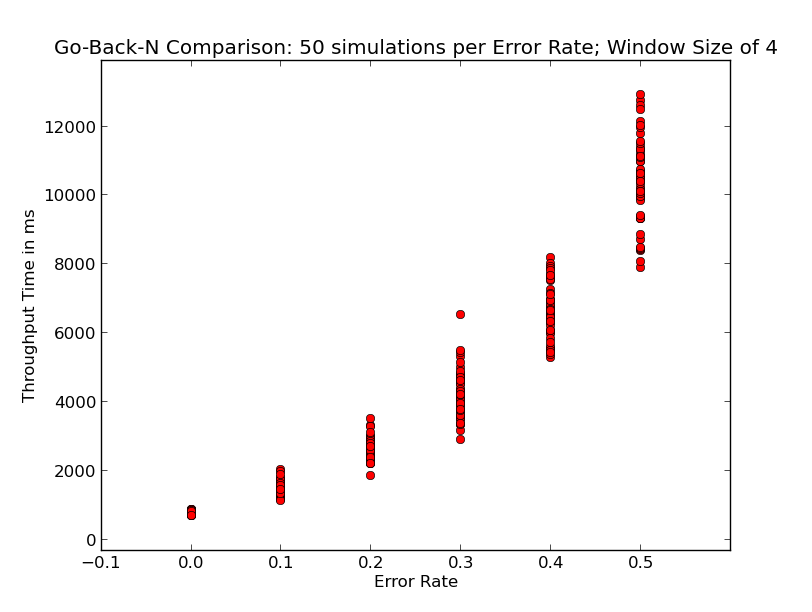 Go-Back-N Comparison: 50 simulations per Error Rate; Window Size of 4
12000
10000
8000
6000
4000
2000
0
Throughput Time in ms
−0.1 0.0 0.1 0.2 0.3 0.4 0.5
Error Rate